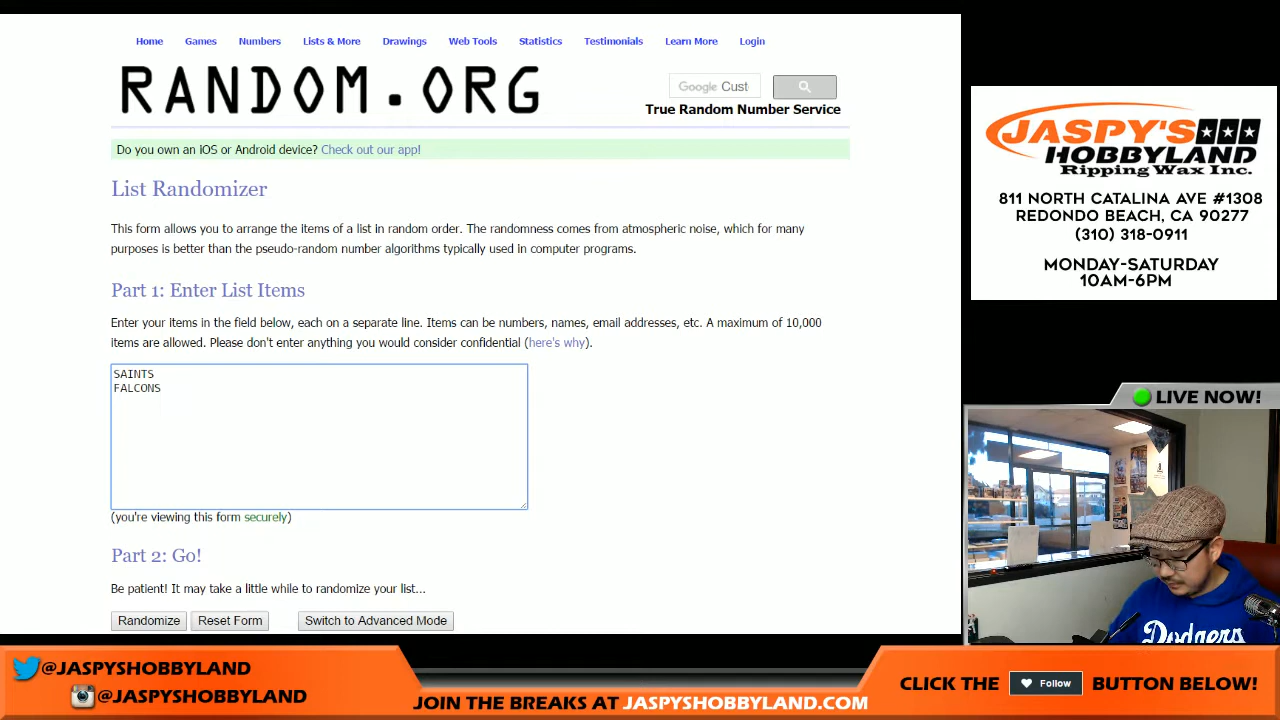 Home Games Numbers Lists & More Drawings Web Tools Statistics Testimonials Learn More Login
RANDOM.ORG
Google Cust
True Random Number Service
Do you own an iOS or Android device? Check out our app!
List Randomizer
This form allows you to arrange the items of a list in random order. The randomness comes from atmospheric noise, which for many
purposes is better than the pseudo-random number algorithms typically used in computer programs.
Part 1: Enter List Items
Enter your items in the field below, each on a separate line. Items can be numbers, names, email addresses, etc. A maximum of 10,000
items are allowed. Please don't enter anything you would consider confidential (here's why).
SAINTS
FALCONS
(you're viewing this form securely)
Part 2: Go!
Be patient! It may take a little while to randomize your list...
Randomize Reset Form Switch to Advanced Mode
JASPY'S
HOBBYLAND
Ripping Wax Inc.
811 NORTH CATALINA AVE #1308
REDONDO BEACH, CA 90277
(310) 318-0911
MONDAY-SATURDAY
10AM-6PM
LIVE NOW!
Dodgers
@JASPYSHOBBYLAND
@JASPYSHOBBYLAND
JOIN THE BREAKS AT JASPYSHOBBYLAND.COM
CLICK THE Follow BUTTON BELOW!